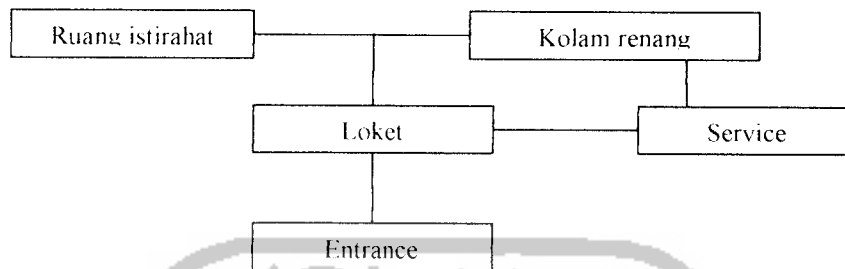 Ruang istirahat
Kolam renang
Loket
Service
Entrance